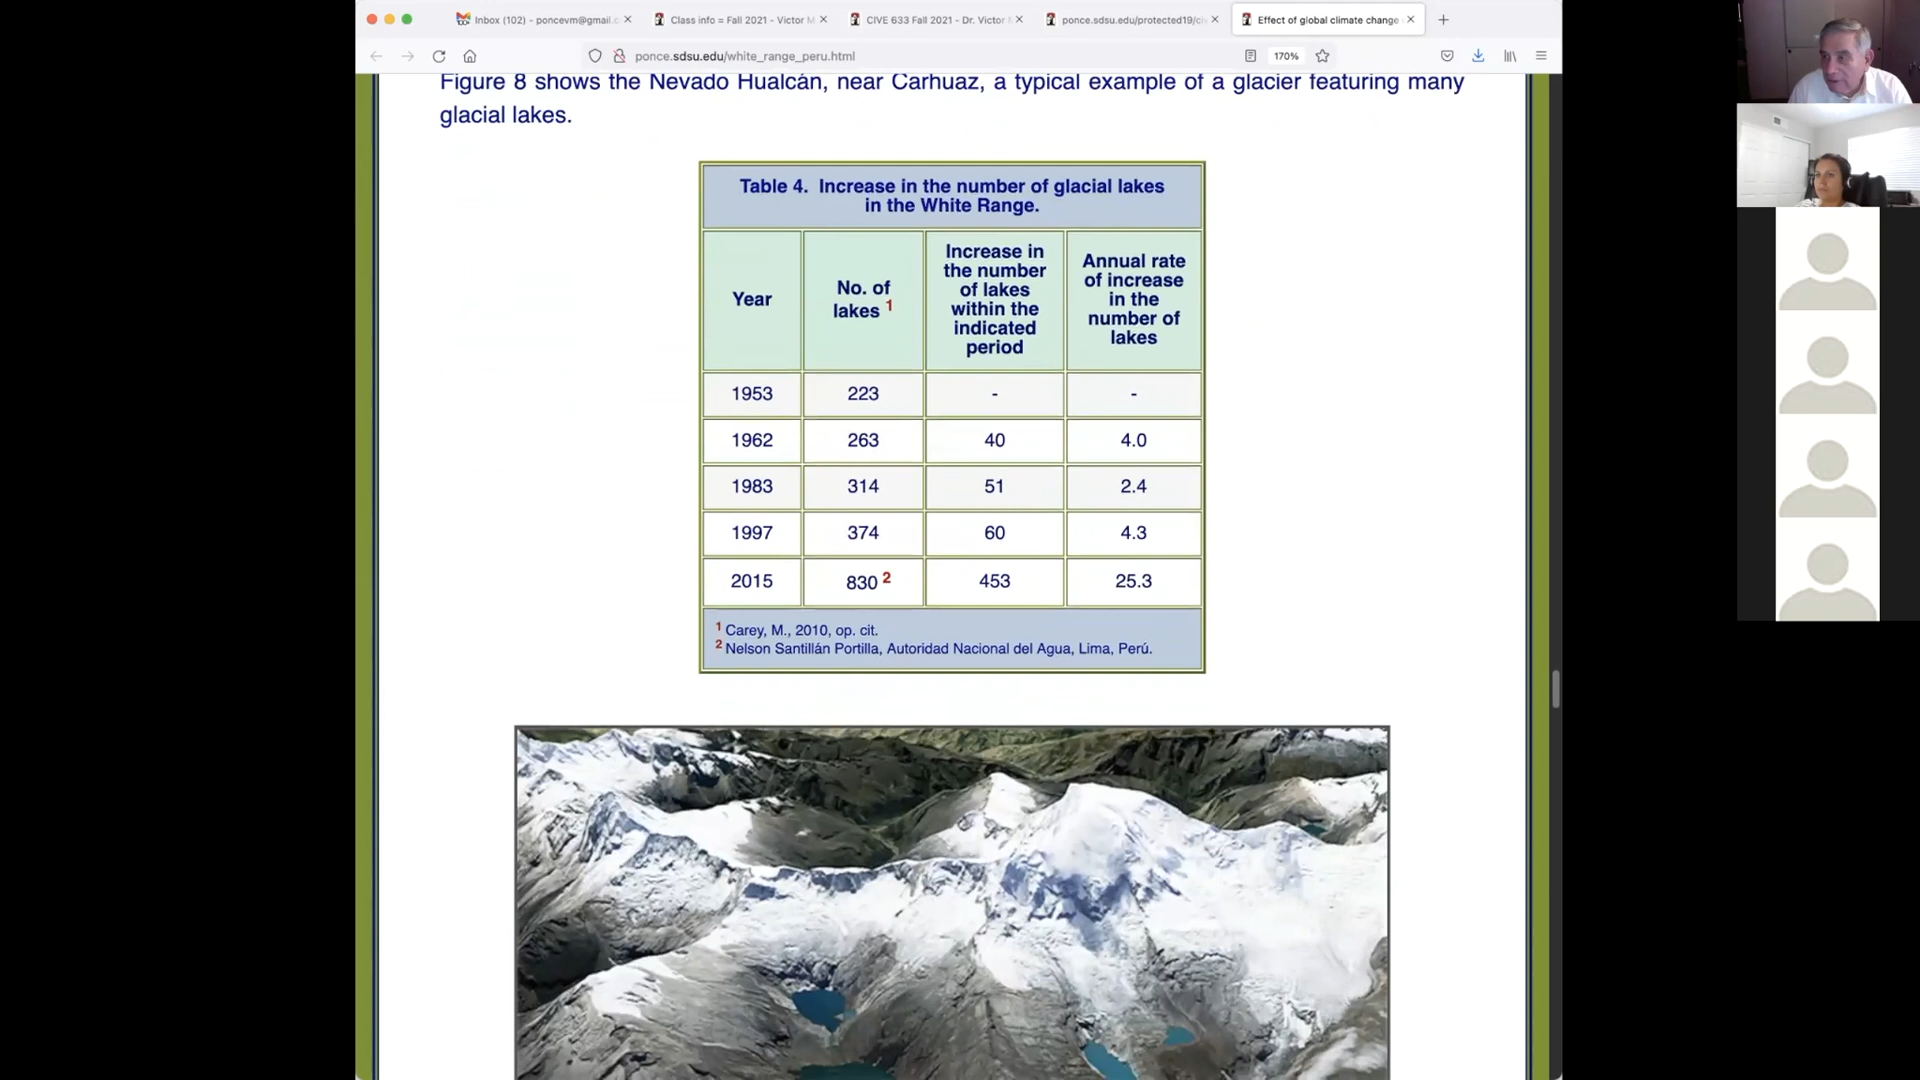 Inbox (102) - poncevm@gmail.c
Class info = Fall 2021 - Victor M
CIVE 633 Fall 2021 - Dr. Victor
ponce.sdsu.edu/protected19/civ
Effect of global climate change
ponce.sdsu.edu/white_range_peru.html
170%
Figure 8 shows the Nevado Hualcán, near Carhuaz, a typical example of a glacier featuring many
glacial lakes.
Table 4. Increase in the number of glacial lakes
in the White Range.
Year
No. of
lakes 1
Increase in
the number
of lakes
within the
indicated
period
Annual rate
of increase
in the
number of
lakes
1953 223 - -
1962 263 40 4.0
1983 314 51 2.4
1997 374 60 4.3
2015 830 2 453 25.3
1 Carey, M., 2010, op. cit.
2 Nelson Santillán Portilla, Autoridad Nacional del Agua, Lima, Perú.